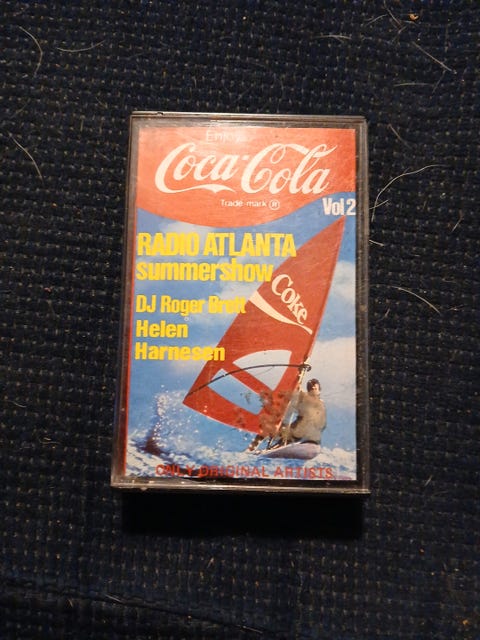 Enjoy
Coca-Cola
Trade mark ®
Vol 2
RADIO ATLANTA
summershow
Coke
DJ Roger Brett
Helen
Harnesen
ONLY ORIGINAL ARTISTS